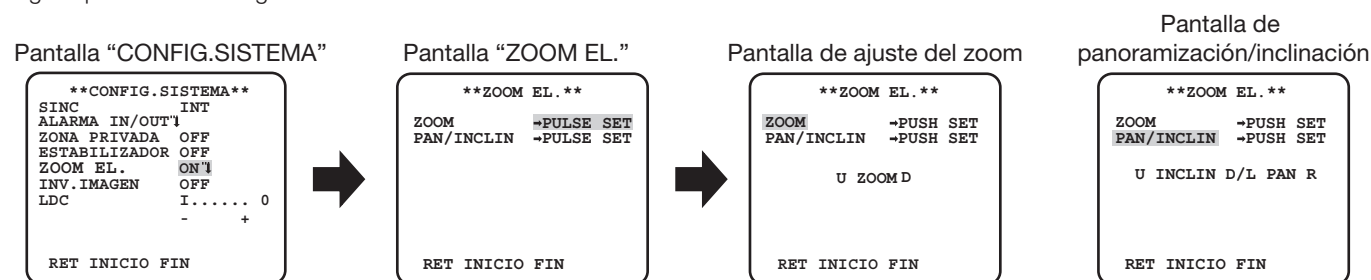 Pantalla “CONFIG.SISTEMA”
**CONFIG.SISTEMA**
SINC INT
ALARMA IN/OUT
ZONA PRIVADA OFF
ESTABILIZADOR OFF
ZOOM EL. ON
INV.IMAGEN OFF
LDC I...... 0
- +
RET INICIO FIN
Pantalla “ZOOM EL.”
**ZOOM EL.**
ZOOM →PULSE SET
PAN/INCLIN →PULSE SET
RET INICIO FIN
Pantalla de ajuste del zoom
**ZOOM EL.**
ZOOM →PUSH SET
PAN/INCLIN →PUSH SET
U ZOOM D
RET INICIO FIN
Pantalla de
panoramización/inclinación
**ZOOM EL.**
ZOOM →PUSH SET
PAN/INCLIN →PUSH SET
U INCLIN D/L PAN R
RET INICIO FIN